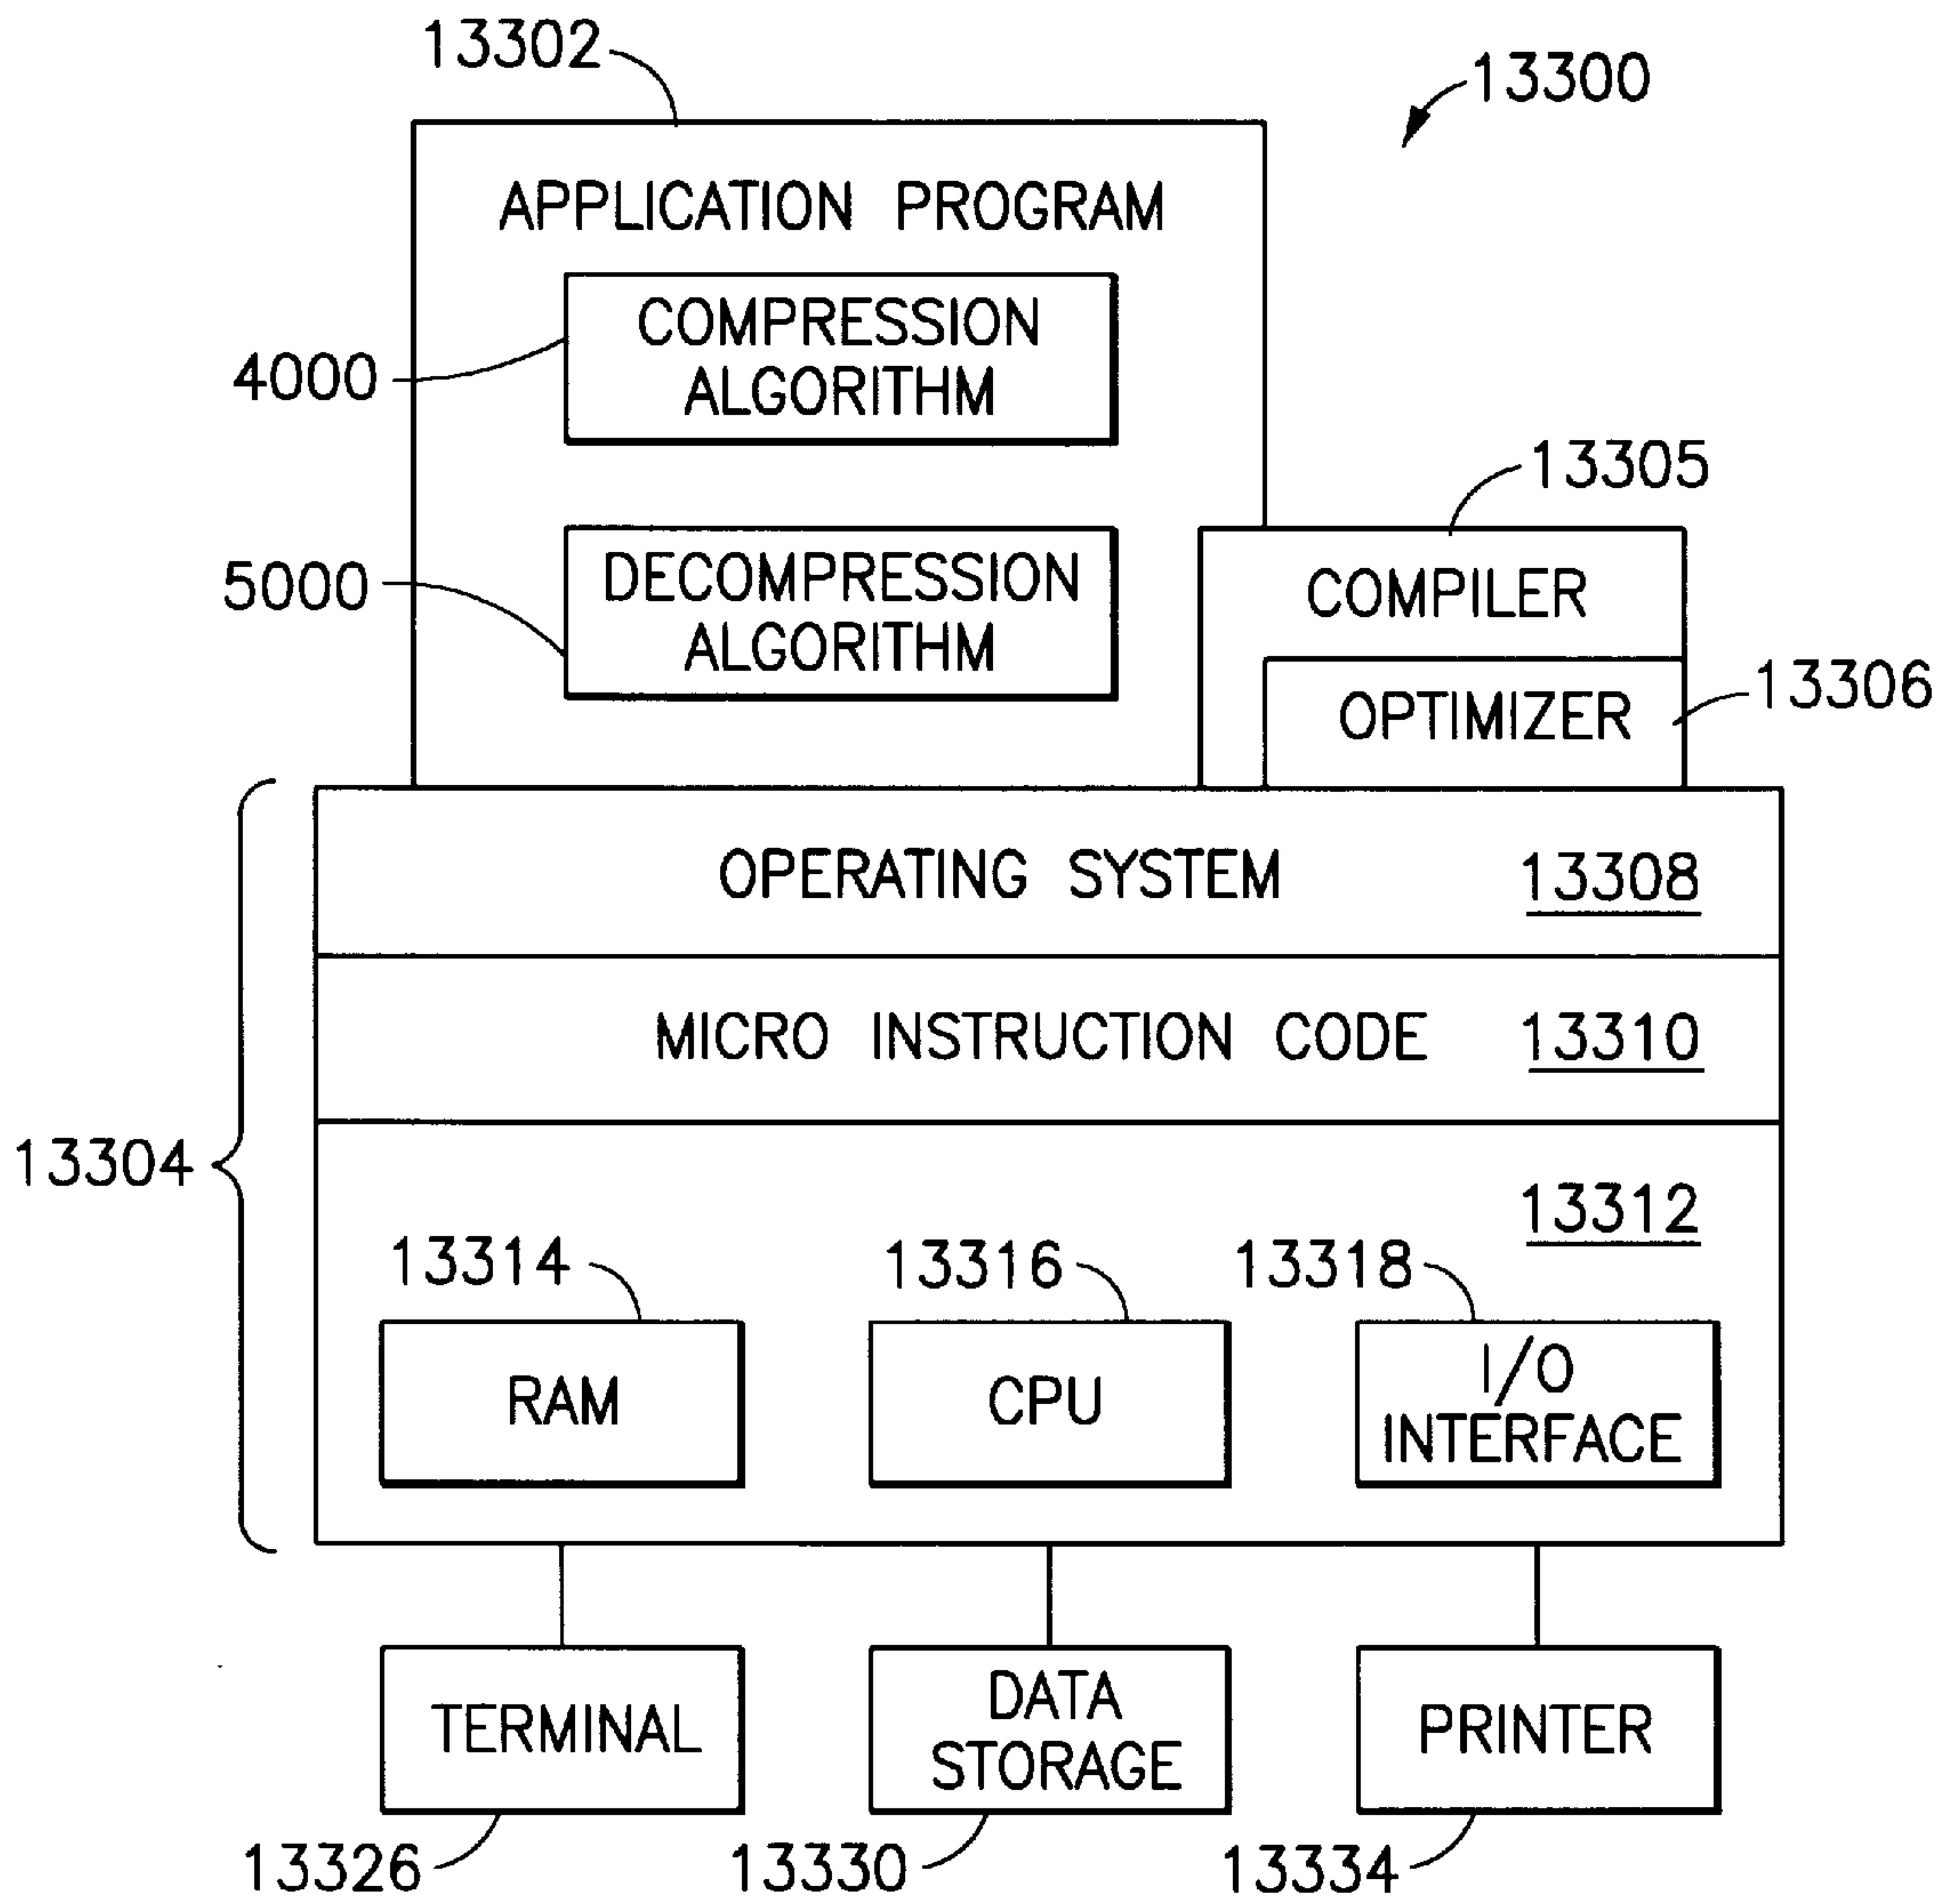 13302
13300
APPLICATION PROGRAM
COMPRESSION
ALGORITHM
4000
13305
DECOMPRESSION
ALGORITHM
5000
COMPILER
OPTIMIZER
13306
OPERATING SYSTEM 13308
MICRO INSTRUCTION CODE 13310
13304
13312
13314
13316
13318
RAM
CPU
I/O
INTERFACE
TERMINAL
DATA
STORAGE
PRINTER
13326
13330
13334